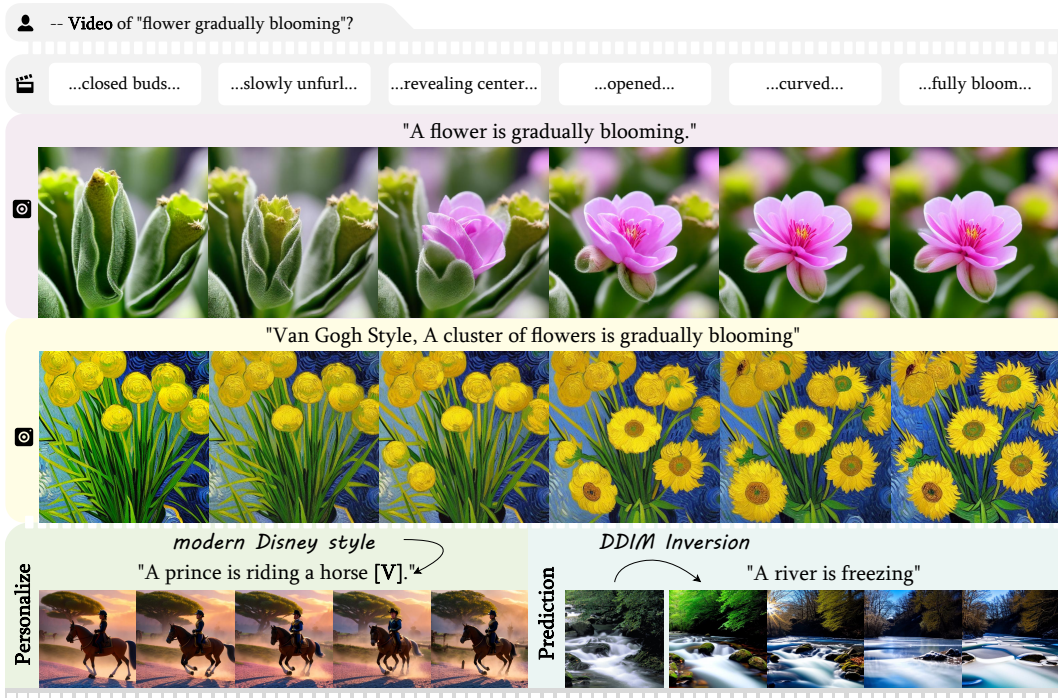 -- Video of "flower gradually blooming"?
...closed buds...
...slowly unfurl...
...revealing center...
...opened...
...curved...
...fully bloom...
"A flower is gradually blooming."
"Van Gogh Style, A cluster of flowers is gradually blooming"
Personalize
modern Disney style
"A prince is riding a horse [V]."
Prediction
DDIM Inversion
"A river is freezing"